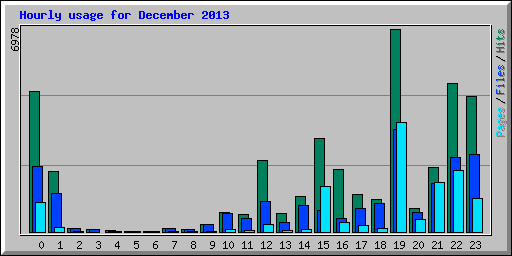 Hourly usage for December 2013
6978
Pages/Files/Hits
0 1 2 3 4 5 6 7 8 9 10 11 12 13 14 15 16 17 18 19 20 21 22 23